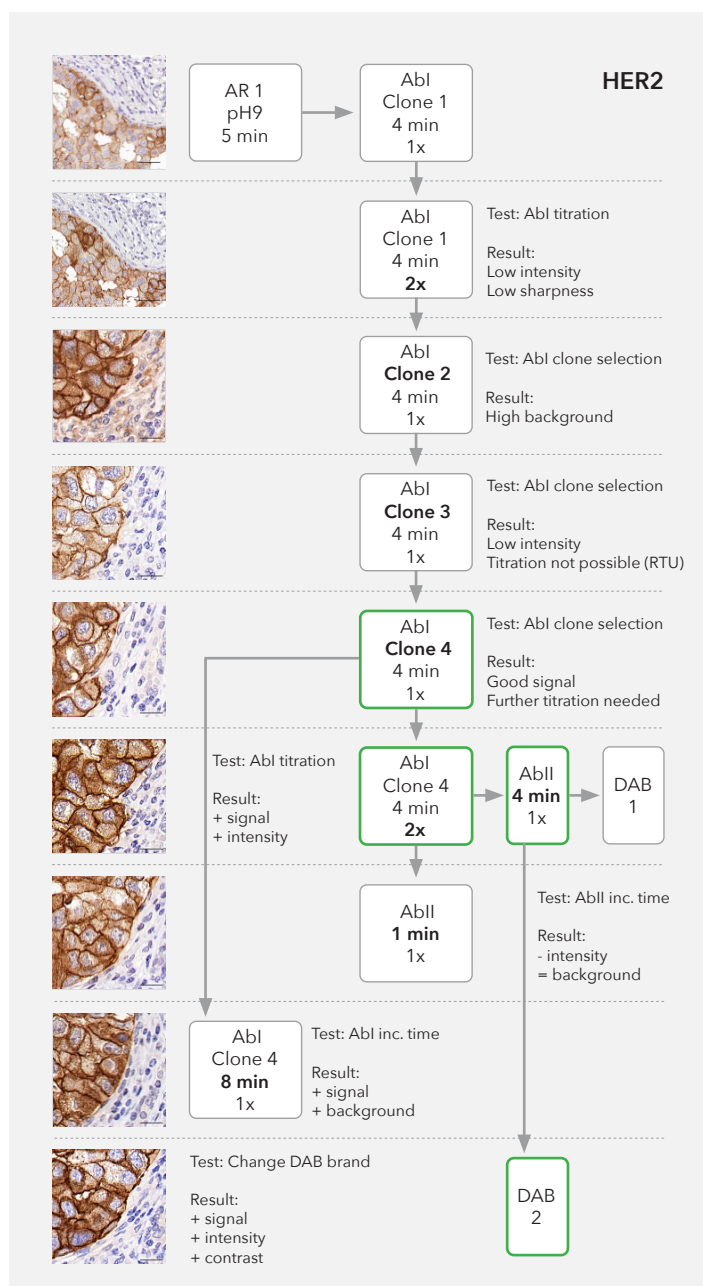 HER2
AR 1
pH9
5 min
AbI
Clone 1
4 min
1x
AbI
Clone 1
4 min
2x
Test: AbI titration
Result:
Low intensity
Low sharpness
AbI
Clone 2
4 min
1x
Test: AbI clone selection
Result:
High background
AbI
Clone 3
4 min
1x
Test: AbI clone selection
Result:
Low intensity
Titration not possible (RTU)
AbI
Clone 4
4 min
1x
Test: AbI clone selection
Result:
Good signal
Further titration needed
Test: AbI titration
Result:
+ signal
+ intensity
AbI
Clone 4
4 min
2x
AbII
4 min
1x
DAB
1
AbII
1 min
1x
Test: AbII inc. time
Result:
- intensity
= background
AbI
Clone 4
8 min
1x
Test: AbI inc. time
Result:
+ signal
+ background
Test: Change DAB brand
Result:
+ signal
+ intensity
+ contrast
DAB
2